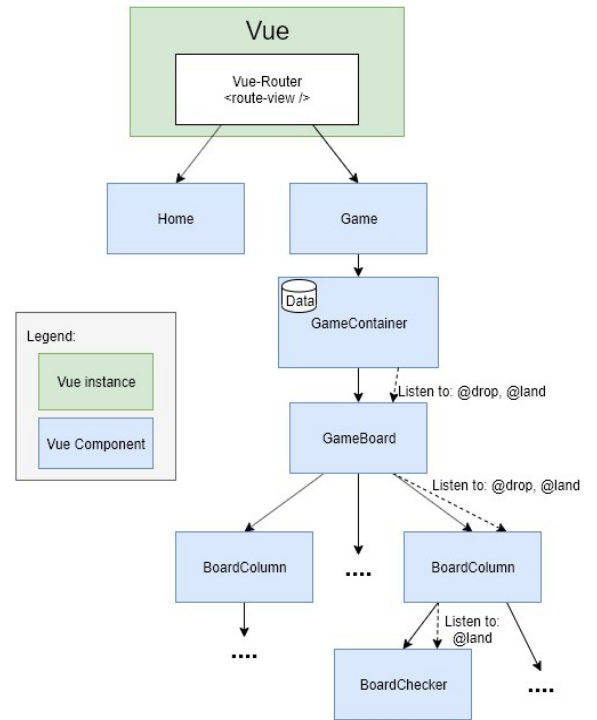 Vue
Vue-Router
<route-view />
Home
Game
Data
GameContainer
Legend:
Vue instance
Vue Component
Listen to: @drop, @land
GameBoard
Listen to: @drop, @land
BoardColumn
....
BoardColumn
....
Listen to:
@land
BoardChecker
....